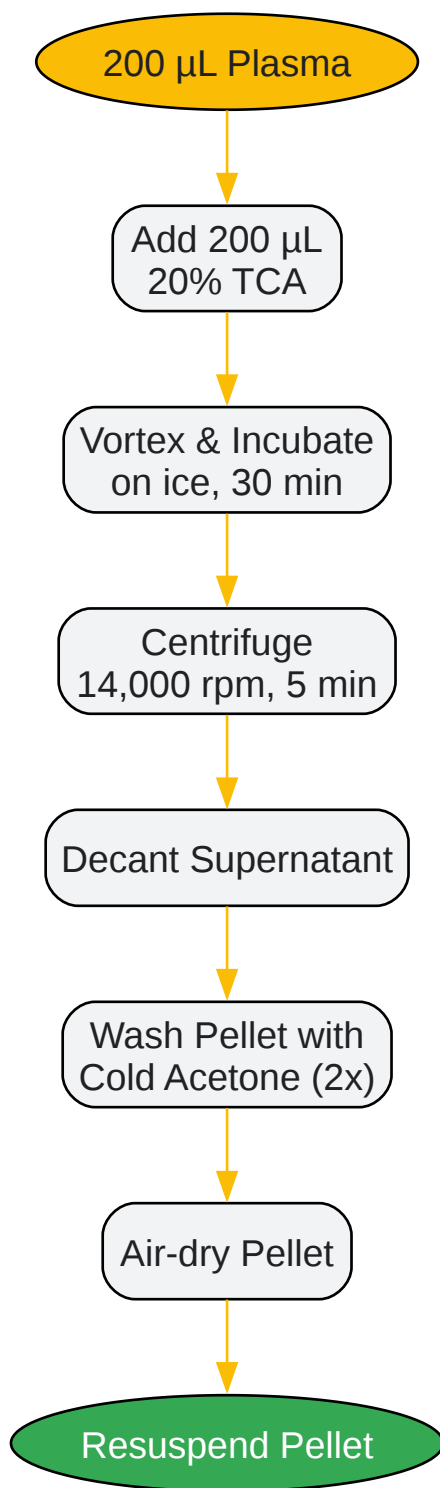 200 µL Plasma
Add 200 µL
20% TCA
Vortex & Incubate
on ice, 30 min
Centrifuge
14,000 rpm, 5 min
Decant Supernatant
Wash Pellet with
Cold Acetone (2x)
Air-dry Pellet
Resuspend Pellet